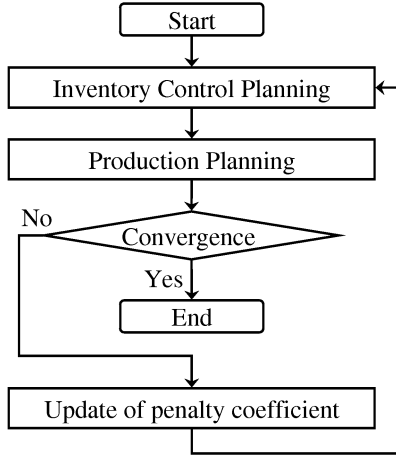 Start
Inventory Control Planning
Production Planning
No
Convergence
Yes
End
Update of penalty coefficient